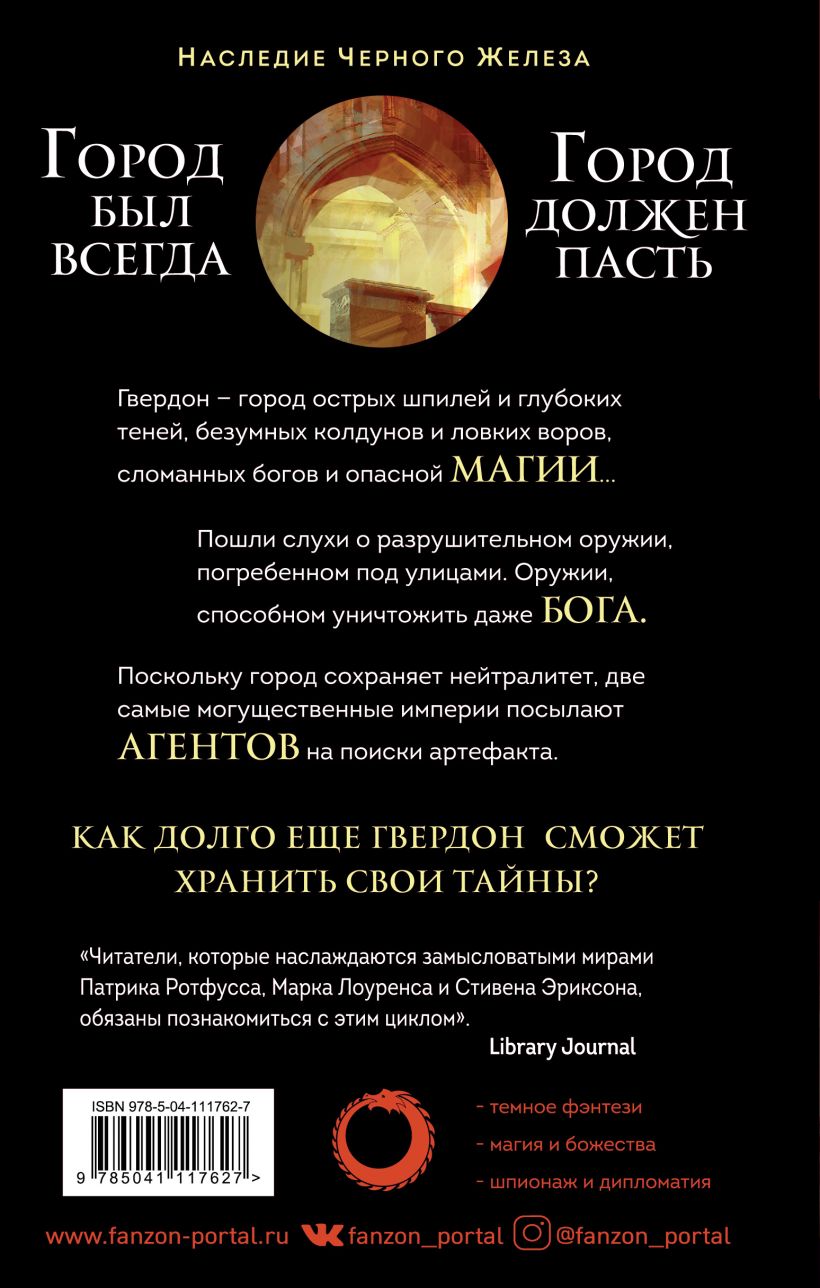 Наследие Черного Железа
Город
был
всегда
Город
должен
пасть
Гвердон – город острых шпилей и глубоких
теней, безумных колдунов и ловких воров,
сломанных богов и опасной МАГИИ...
Пошли слухи о разрушительном оружии,
погребенном под улицами. Оружии,
способном уничтожить даже БОГА.
Поскольку город сохраняет нейтралитет, две
самые могущественные империи посылают
АГЕНТОВ на поиски артефакта.
КАК ДОЛГО ЕЩЕ ГВЕРДОН СМОЖЕТ
ХРАНИТЬ СВОИ ТАЙНЫ?
«Читатели, которые наслаждаются замысловатыми мирами
Патрика Ротфусса, Марка Лоуренса и Стивена Эриксона,
обязаны познакомиться с этим циклом».
Library Journal
ISBN 978-5-04-111762-7
9 785041 117627 >
- темное фэнтези
- магия и божества
- шпионаж и дипломатия
www.fanzon-portal.ru fanzon_portal @fanzon_portal